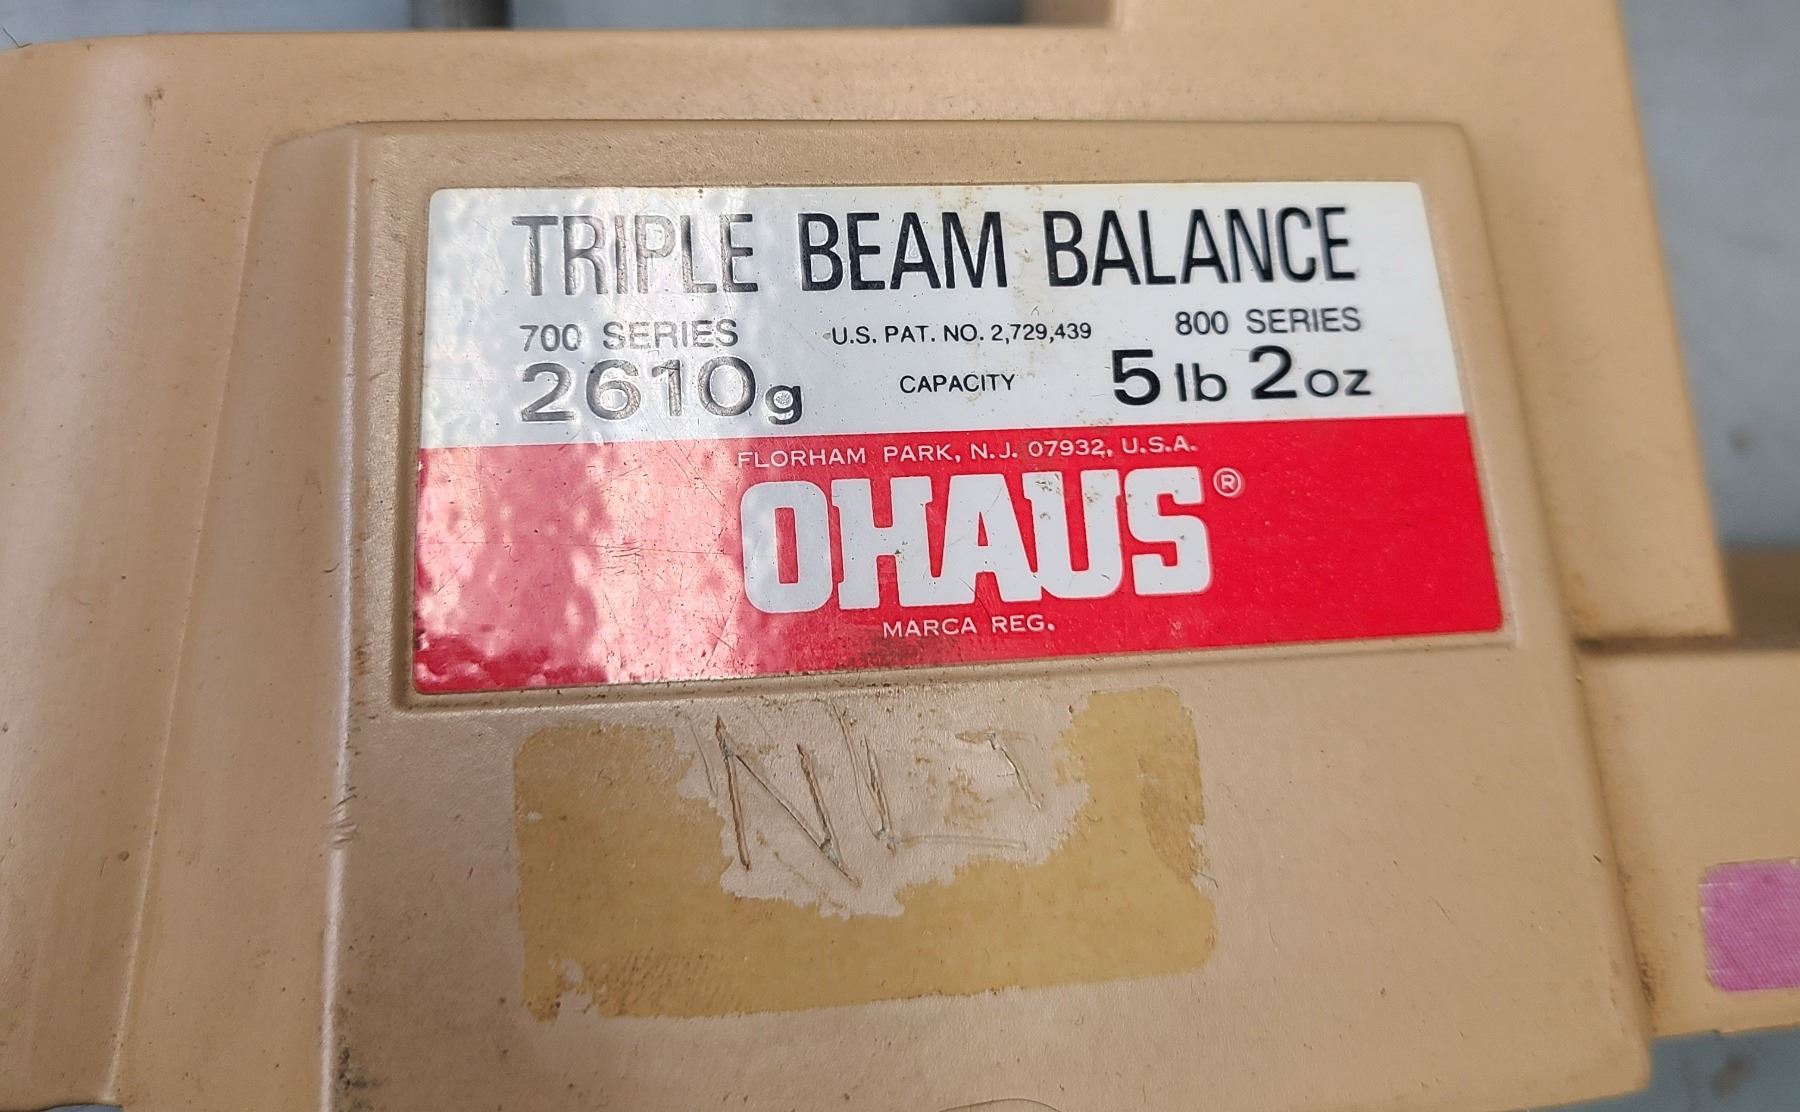 TRIPLE BEAM BALANCE
700 SERIES U.S. PAT. NO. 2,729,439 800 SERIES
2610g CAPACITY 5 lb 2 oz
FLORHAM PARK, N.J. 07932, U.S.A.
OHAUS®
MARCA REG.